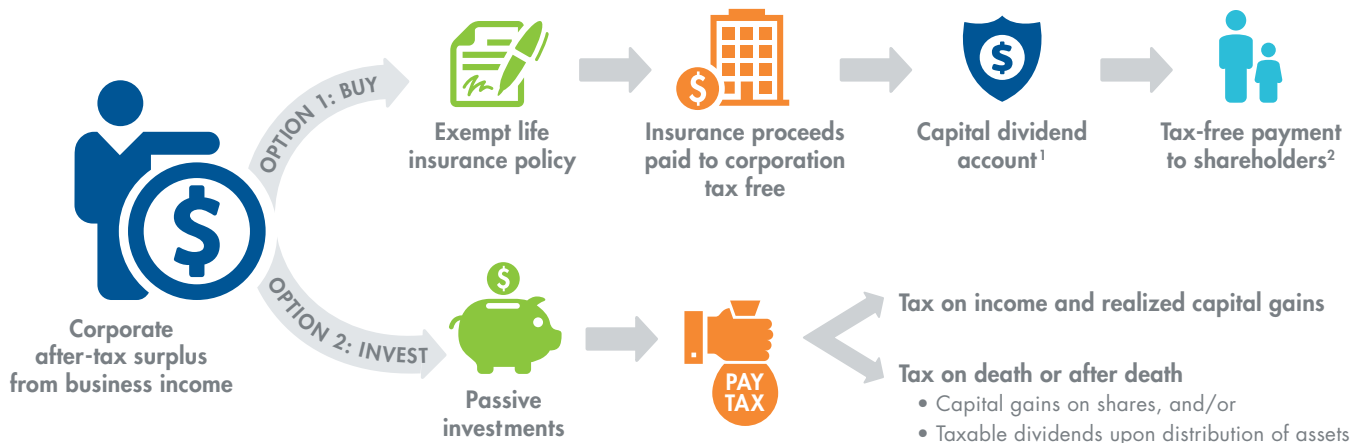 OPTION 1: BUY
Exempt life
insurance policy
$
Insurance proceeds
paid to corporation
tax free
$
Capital dividend
account¹
Tax-free payment
to shareholders²
$
Corporate
after-tax surplus
from business income
OPTION 2: INVEST
$
Passive
investments
PAY
TAX
Tax on income and realized capital gains
Tax on death or after death
• Capital gains on shares, and/or
• Taxable dividends upon distribution of assets